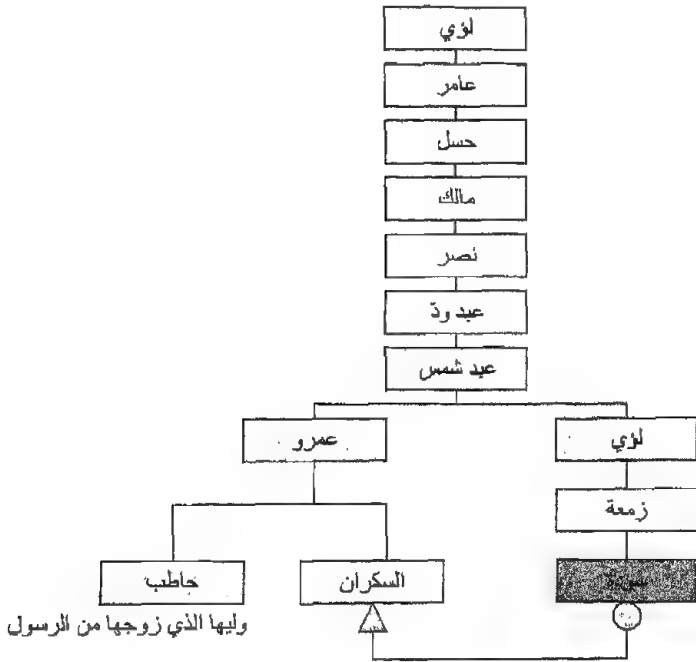 لؤي
عامر
حسل
مالك
نصر
عبد ود
عبد شمس
لؤي
عمرو
زمعة
سودة
السكران
حاطب
وليها الذي زوجها من الرسول